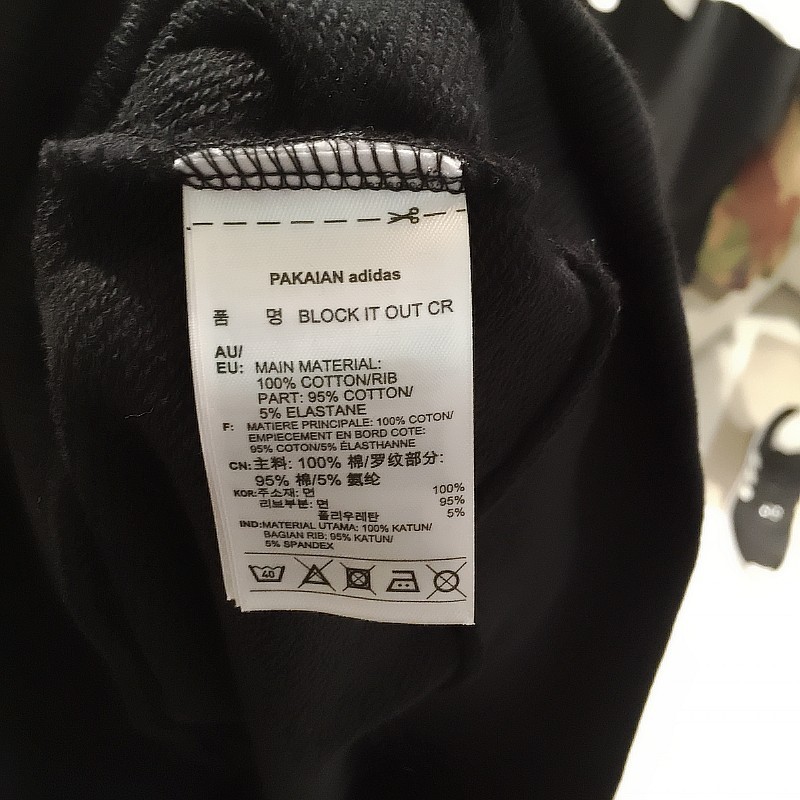 PAKAIAN adidas
품 명 BLOCK IT OUT CR
AU/
EU: MAIN MATERIAL:
100% COTTON/RIB
PART: 95% COTTON/
5% ELASTANE
F: MATIERE PRINCIPALE: 100% COTON/
EMPIECEMENT EN BORD COTE:
95% COTON/5% ÉLASTHANNE
CN: 主料: 100% 棉/罗纹部分:
95% 棉/5% 氨纶
KOR: 주소재: 면 100%
리브부분: 면 95%
폴리우레탄 5%
IND: MATERIAL UTAMA: 100% KATUN/
BAGIAN RIB: 95% KATUN/
5% SPANDEX
40